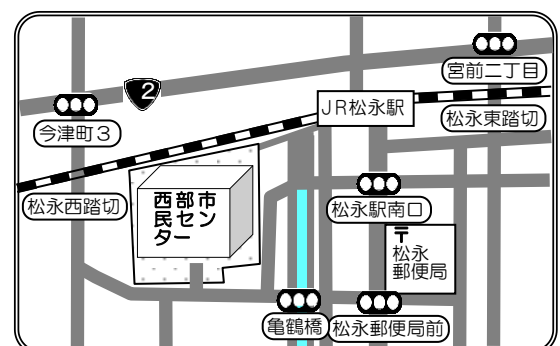 宮前二丁目
2
JR松永駅
今津町3
松永東踏切
松永西踏切
西部市
民セン
ター
松永駅南口
〒
松永
郵便局
亀鶴橋
松永郵便局前